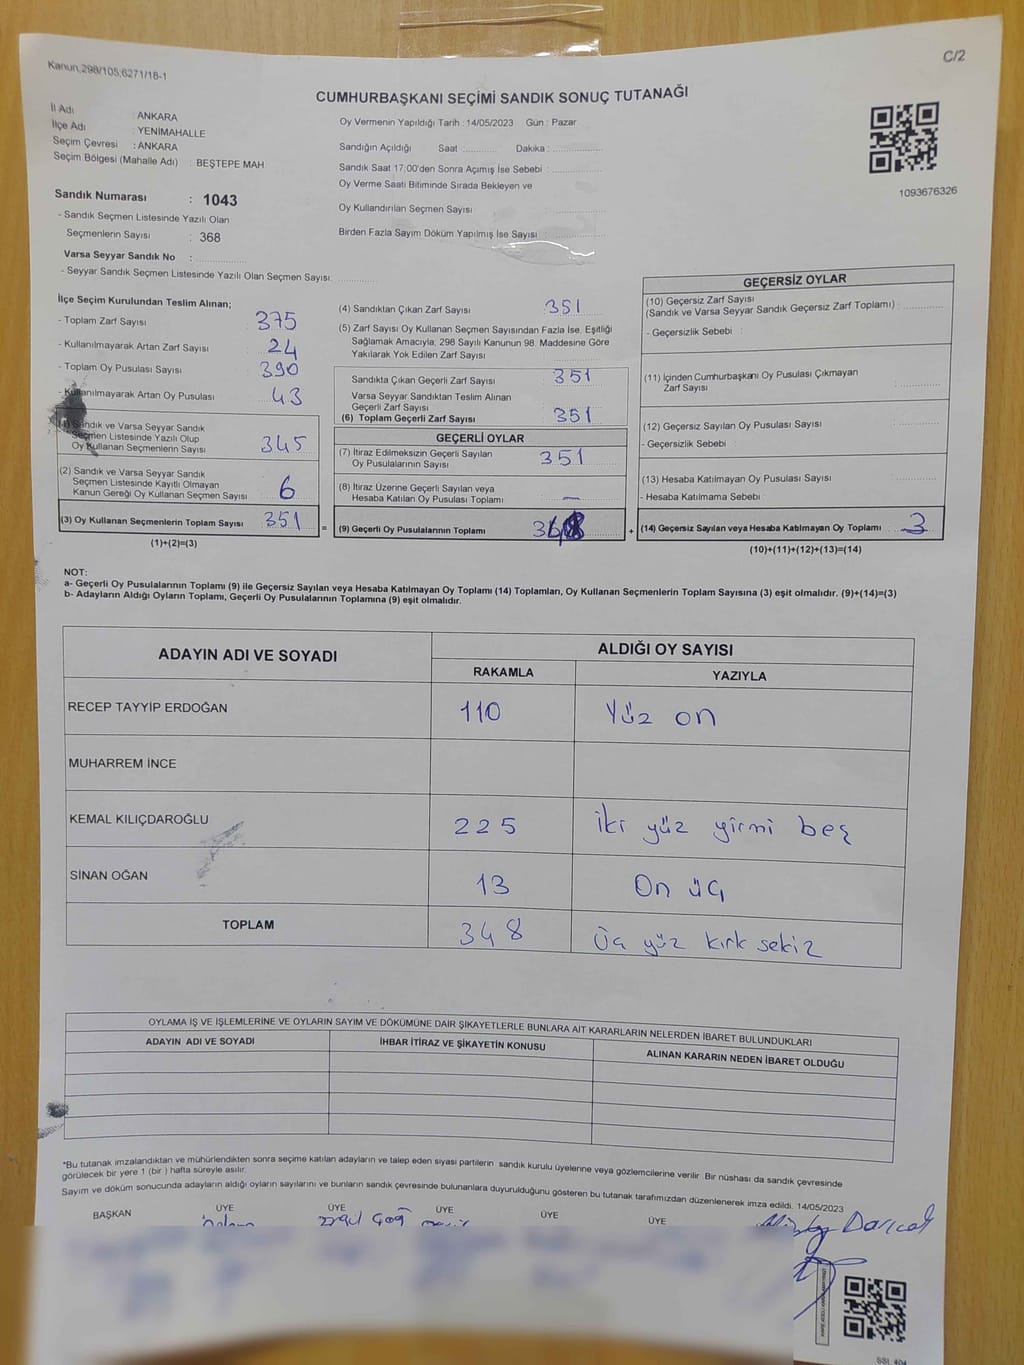 Kanun,298/105,6271/18-1
C/2
CUMHURBAŞKANI SEÇİMİ SANDIK SONUÇ TUTANAĞI
İl Adı : ANKARA
İlçe Adı : YENİMAHALLE
Seçim Çevresi : ANKARA
Seçim Bölgesi (Mahalle Adı) : BEŞTEPE MAH
Sandık Numarası : 1043
- Sandık Seçmen Listesinde Yazılı Olan
Seçmenlerin Sayısı : 368
Varsa Seyyar Sandık No : ..............
- Seyyar Sandık Seçmen Listesinde Yazılı Olan Seçmen Sayısı: ..............
Oy Vermenin Yapıldığı Tarih : 14/05/2023 Gün : Pazar
Sandığın Açıldığı Saat :.......... Dakika : ..............
Sandık Saat 17:00'den Sonra Açımış İse Sebebi : ..............
Oy Verme Saati Bitiminde Sırada Bekleyen ve
Oy Kullandırılan Seçmen Sayısı ..............
Birden Fazla Sayım Döküm Yapılmış İse Sayısı ..............
1093676326
İlçe Seçim Kurulundan Teslim Alınan;
- Toplam Zarf Sayısı : 375
- Kullanılmayarak Artan Zarf Sayısı : 24
- Toplam Oy Pusulası Sayısı : 390
- Kullanılmayarak Artan Oy Pusulası : 43
(1) Sandık ve Varsa Seyyar Sandık
Seçmen Listesinde Yazılı Olup
Oy Kullanan Seçmenlerin Sayısı 345
(2) Sandık ve Varsa Seyyar Sandık
Seçmen Listesinde Kayıtlı Olmayan
Kanun Gereği Oy Kullanan Seçmen Sayısı 6
(3) Oy Kullanan Seçmenlerin Toplam Sayısı 351 =
(1)+(2)=(3)
(4) Sandıktan Çıkan Zarf Sayısı 351
(5) Zarf Sayısı Oy Kullanan Seçmen Sayısından Fazla İse, Eşitliği
Sağlamak Amacıyla, 298 Sayılı Kanunun 98. Maddesine Göre
Yakılarak Yok Edilen Zarf Sayısı ..............
Sandıkta Çıkan Geçerli Zarf Sayısı : 351
Varsa Seyyar Sandıktan Teslim Alınan
Geçerli Zarf Sayısı
(6) Toplam Geçerli Zarf Sayısı : 351
GEÇERLİ OYLAR
(7) İtiraz Edilmeksizin Geçerli Sayılan
Oy Pusulalarının Sayısı 351
(8) İtiraz Üzerine Geçerli Sayılan veya
Hesaba Katılan Oy Pusulası Toplamı : —
(9) Geçerli Oy Pusulalarının Toplamı +
GEÇERSİZ OYLAR
(10) Geçersiz Zarf Sayısı
(Sandık ve Varsa Seyyar Sandık Geçersiz Zarf Toplamı) : ..............
- Geçersizlik Sebebi :
(11) İçinden Cumhurbaşkanı Oy Pusulası Çıkmayan
Zarf Sayısı : ..............
(12) Geçersiz Sayılan Oy Pusulası Sayısı : ..............
- Geçersizlik Sebebi :
(13) Hesaba Katılmayan Oy Pusulası Sayısı ..............
- Hesaba Katılmama Sebebi :
(14) Geçersiz Sayılan veya Hesaba Katılmayan Oy Toplamı 3
(10)+(11)+(12)+(13)=(14)
NOT:
a- Geçerli Oy Pusulalarının Toplamı (9) ile Geçersiz Sayılan veya Hesaba Katılmayan Oy Toplamı (14) Toplamları, Oy Kullanan Seçmenlerin Toplam Sayısına (3) eşit olmalıdır. (9)+(14)=(3)
b- Adayların Aldığı Oyların Toplamı, Geçerli Oy Pusulalarının Toplamına (9) eşit olmalıdır.
ADAYIN ADI VE SOYADI ALDIĞI OY SAYISI
RAKAMLA YAZIYLA
RECEP TAYYİP ERDOĞAN 110 Yüz on
MUHARREM İNCE
KEMAL KILIÇDAROĞLU 225 iki yüz yirmi beş
SİNAN OĞAN 13 On üç
TOPLAM 348 Üç yüz kırk sekiz
OYLAMA İŞ VE İŞLEMLERİNE VE OYLARIN SAYIM VE DÖKÜMÜNE DAİR ŞİKAYETLERLE BUNLARA AİT KARARLARIN NELERDEN İBARET BULUNDUKLARI
ADAYIN ADI VE SOYADI İHBAR İTİRAZ VE ŞİKAYETİN KONUSU ALINAN KARARIN NEDEN İBARET OLDUĞU
*Bu tutanak imzalandıktan ve mühürlendikten sonra seçime katılan adayların ve talep eden siyasi partilerin sandık kurulu üyelerine veya gözlemcilerine verilir. Bir nüshası da sandık çevresinde
görülecek bir yere 1 (bir ) hafta süreyle asılır.
Sayım ve döküm sonucunda adayların aldığı oyların sayılarını ve bunların sandık çevresinde bulunanlara duyurulduğunu gösteren bu tutanak tarafımızdan düzenlenerek imza edildi. 14/05/2023
BAŞKAN ÜYE ÜYE ÜYE ÜYE ÜYE
SSL 404